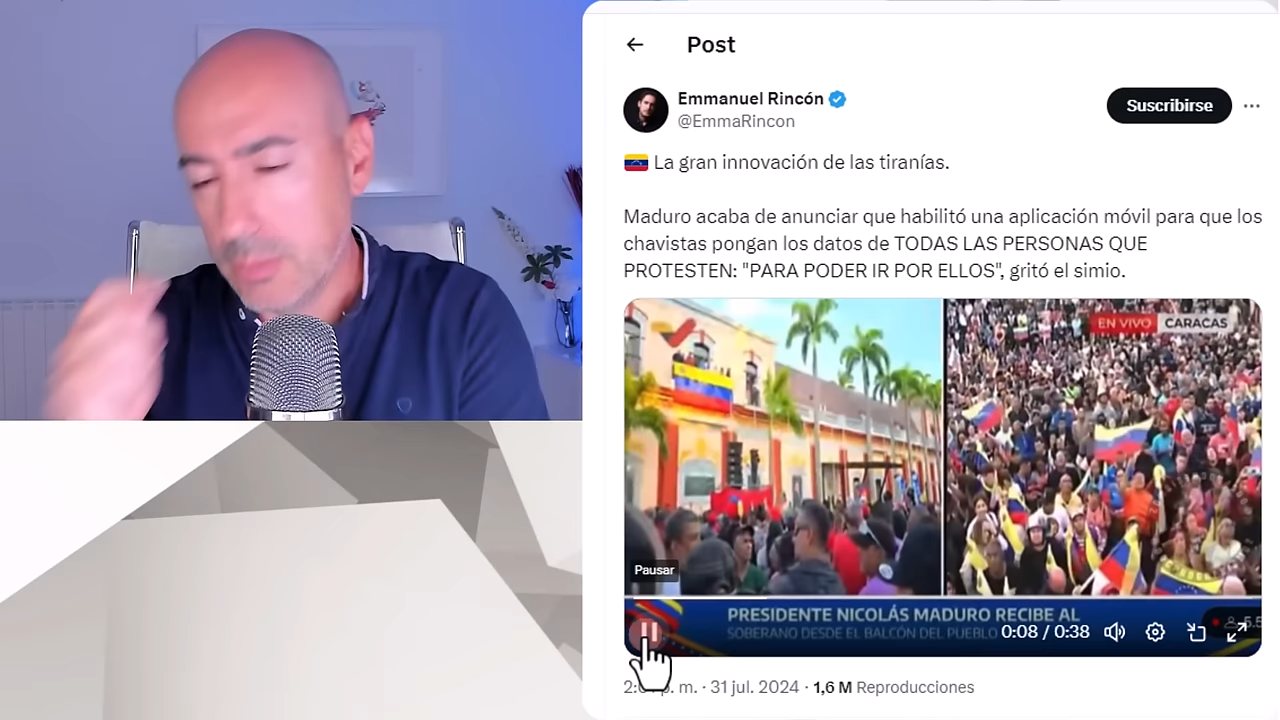 Post
Emmanuel Rincón
@EmmaRincon
Suscribirse
La gran innovación de las tiranías.
Maduro acaba de anunciar que habilitó una aplicación móvil para que los
chavistas pongan los datos de TODAS LAS PERSONAS QUE
PROTESTEN: "PARA PODER IR POR ELLOS", gritó el simio.
EN VIVO CARACAS
Pausar
PRESIDENTE NICOLÁS MADURO RECIBE AL
SOBERANO DESDE EL BALCÓN DEL PUEBLO
0:08 / 0:38
p. m. · 31 jul. 2024 · 1,6 M Reproducciones